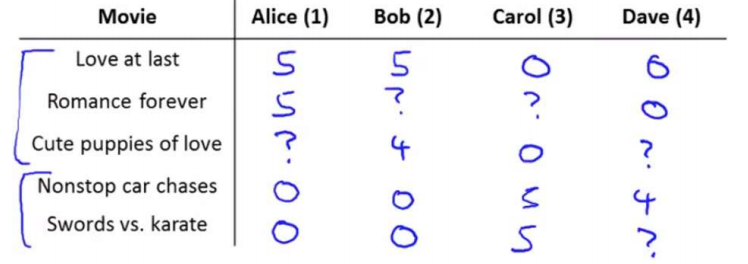 Movie Alice (1) Bob (2) Carol (3) Dave (4)
Love at last 5 5 0 0
Romance forever 5 ? ? 0
Cute puppies of love ? 4 0 ?
Nonstop car chases 0 0 5 4
Swords vs. karate 0 0 5 ?